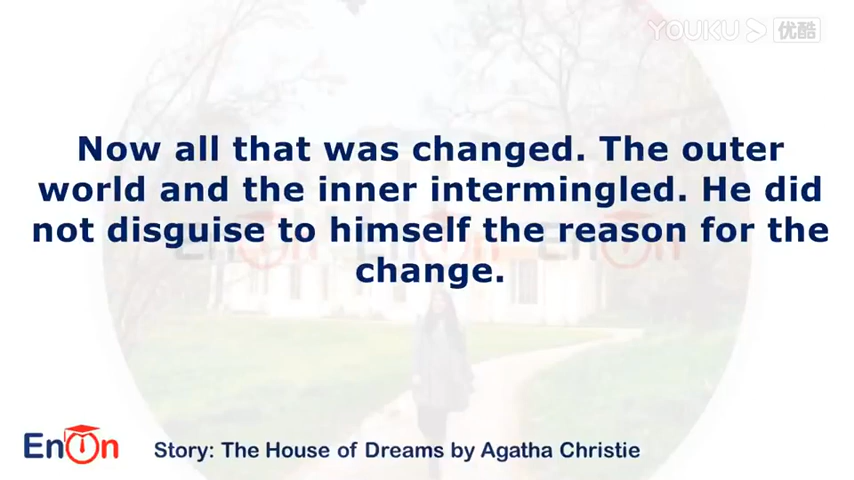 YOUKU 优酷
Now all that was changed. The outer
world and the inner intermingled. He did
not disguise to himself the reason for the
change.
EnOn
Story: The House of Dreams by Agatha Christie